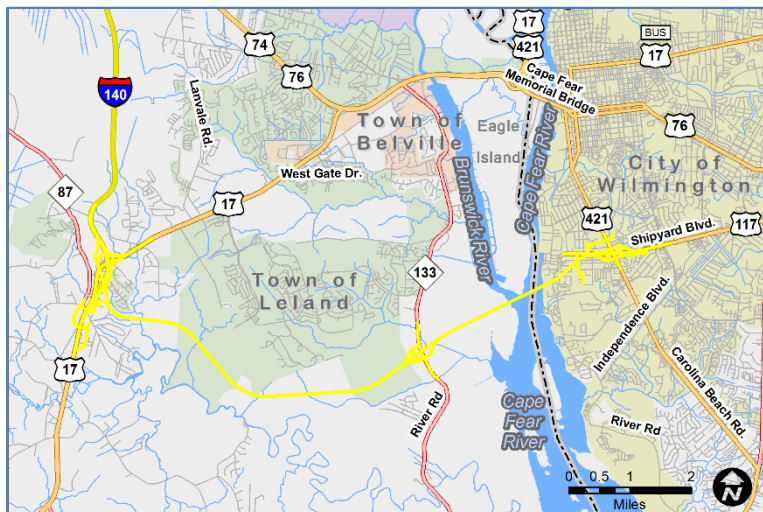 17
421
BUS
17
74
76
140
Lanvale Rd.
Cape Fear
Memorial Bridge
Town of
Belville
Eagle
Island
76
87
West Gate Dr.
Brunswick River
Cape Fear River
City of
Wilmington
17
421
Shipyard Blvd.
117
133
Town of
Leland
Independence Blvd.
17
Carolina Beach Rd.
River Rd
Cape
Fear
River
River Rd
0 0.5 1 2
Miles
N